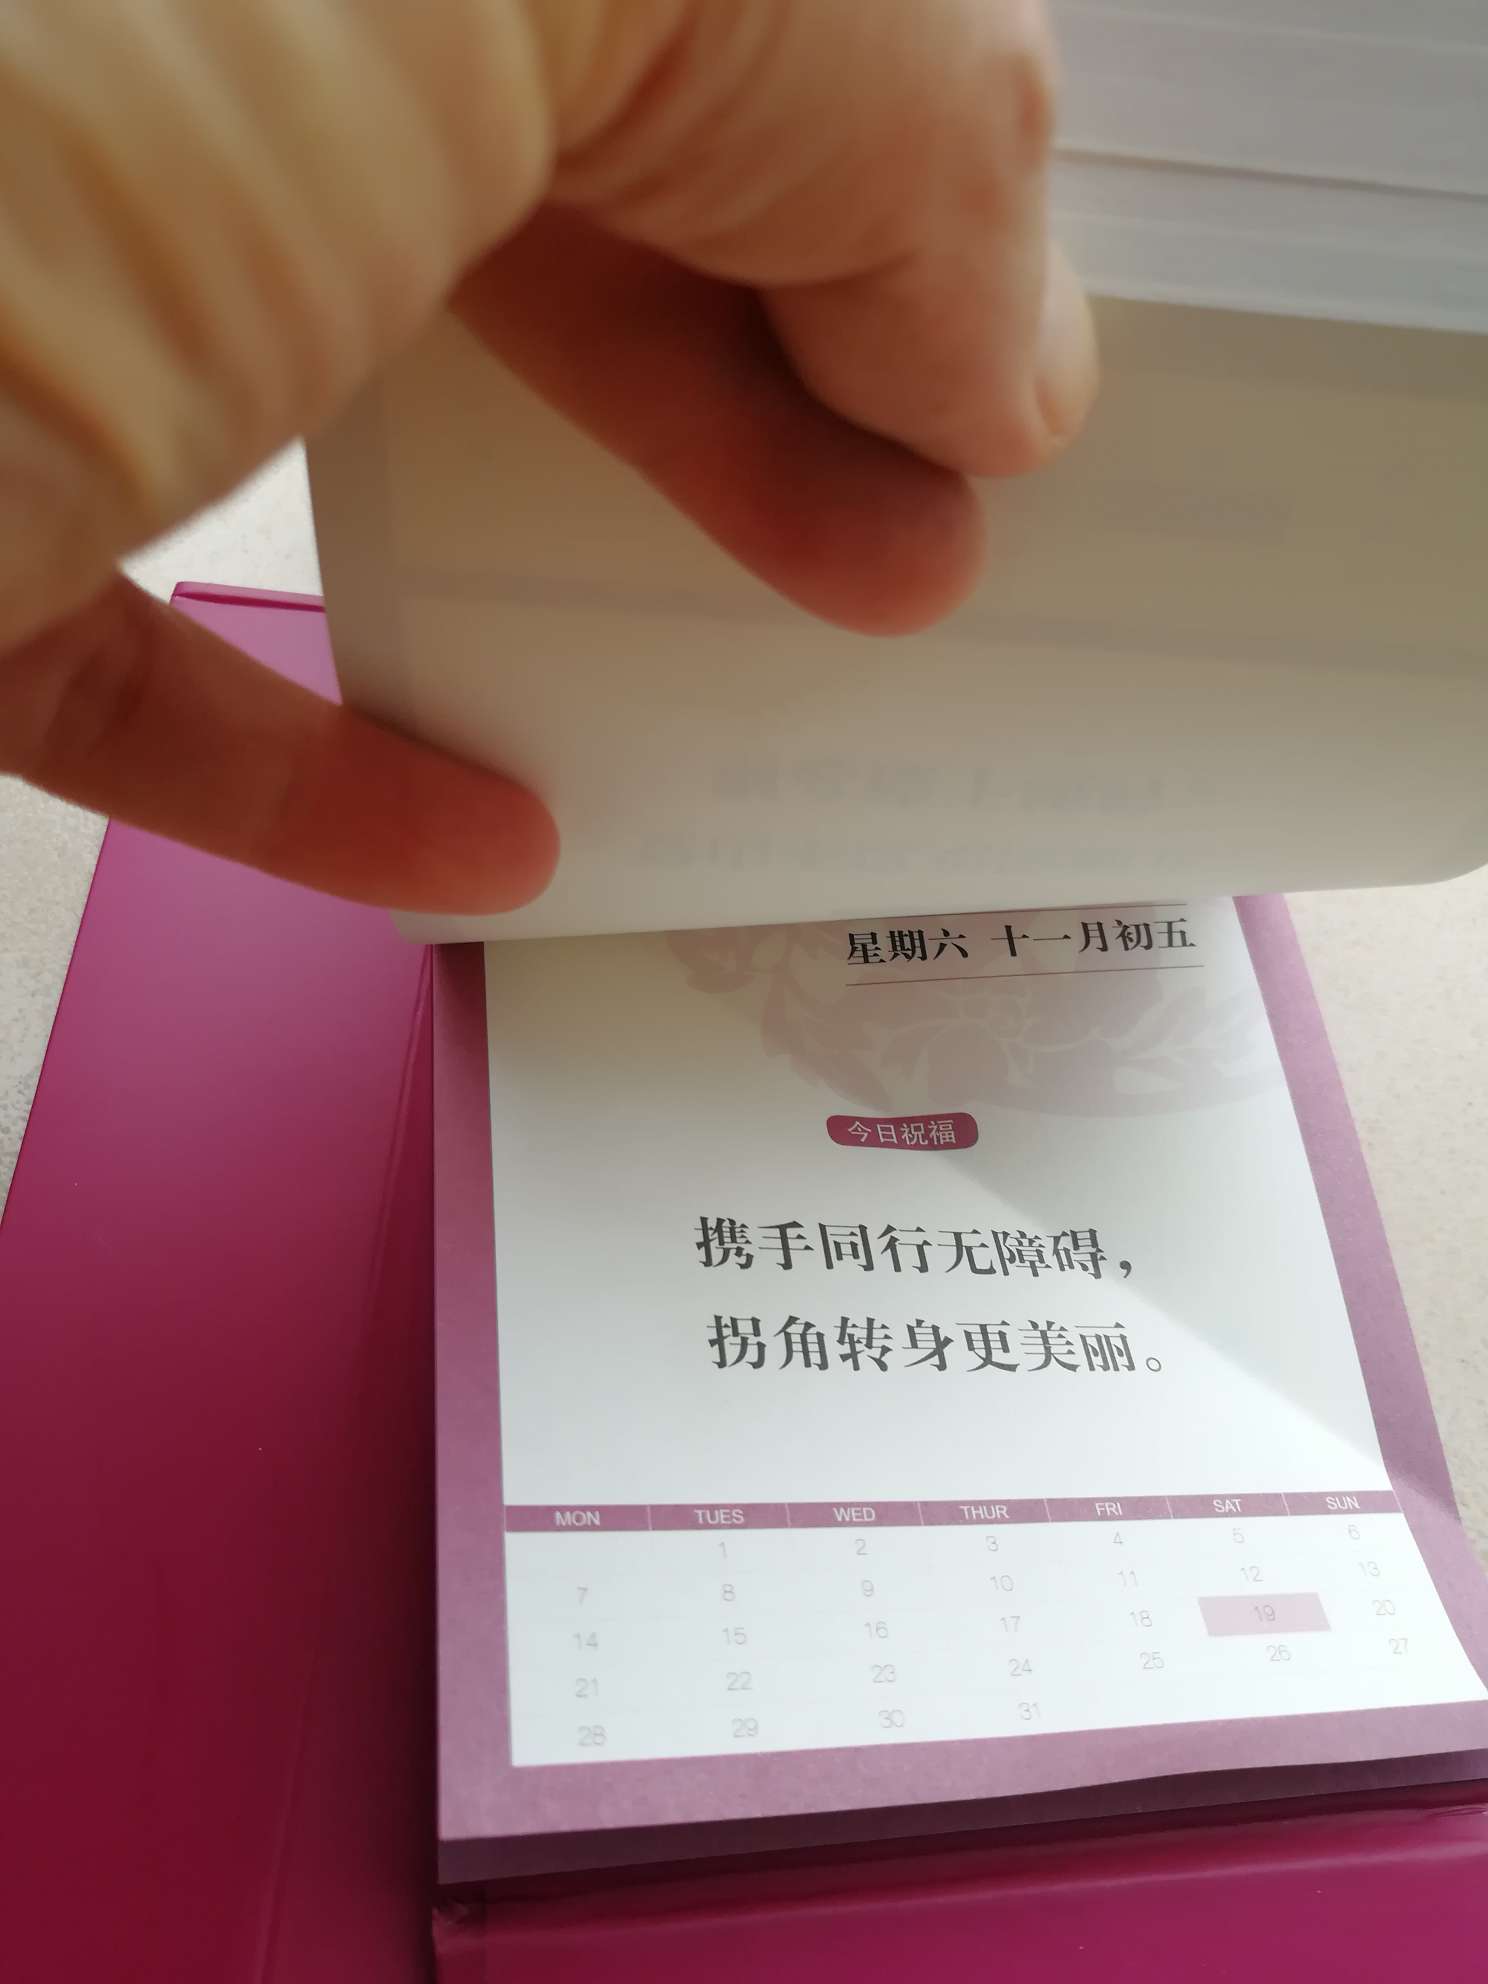 星期六 十一月初五
今日祝福
携手同行无障碍，
拐角转身更美丽。
MON TUES WED THUR FRI SAT SUN
1 2 3 4 5 6
7 8 9 10 11 12 13
14 15 16 17 18 19 20
21 22 23 24 25 26 27
28 29 30 31